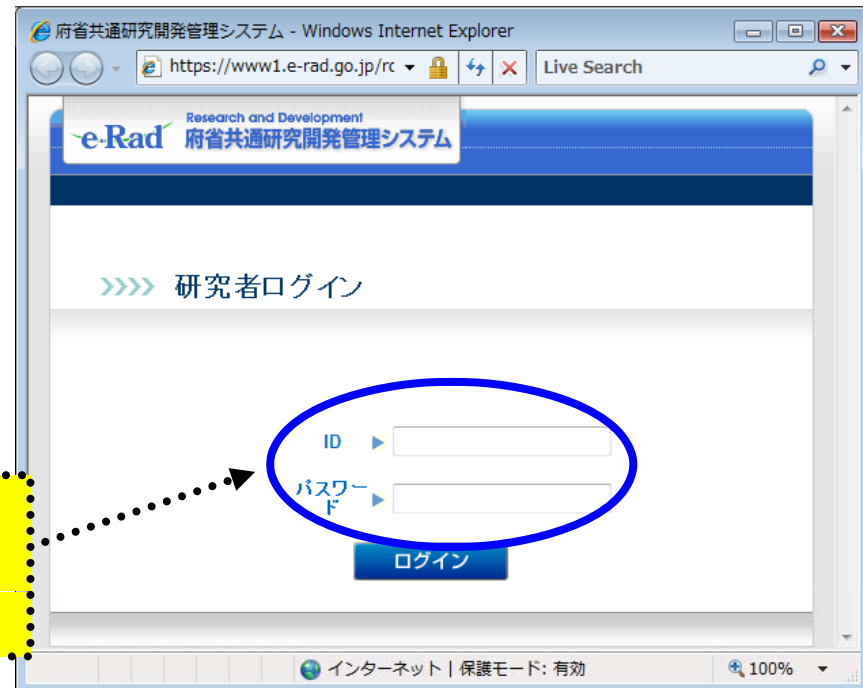 府省共通研究開発管理システム - Windows Internet Explorer
https://www1.e-rad.go.jp/rc
Live Search
Research and Development
e-Rad 府省共通研究開発管理システム
>>>> 研究者ログイン
ID
パスワー
ド
ログイン
インターネット | 保護モード: 有効
100%